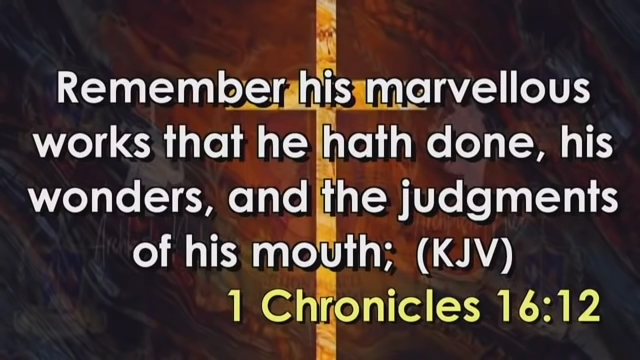 Remember his marvellous
works that he hath done, his
wonders, and the judgments
of his mouth;  (KJV)
1 Chronicles 16:12